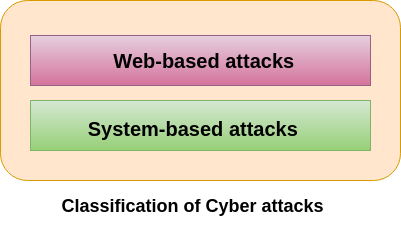 Web-based attacks
System-based attacks
Classification of Cyber attacks